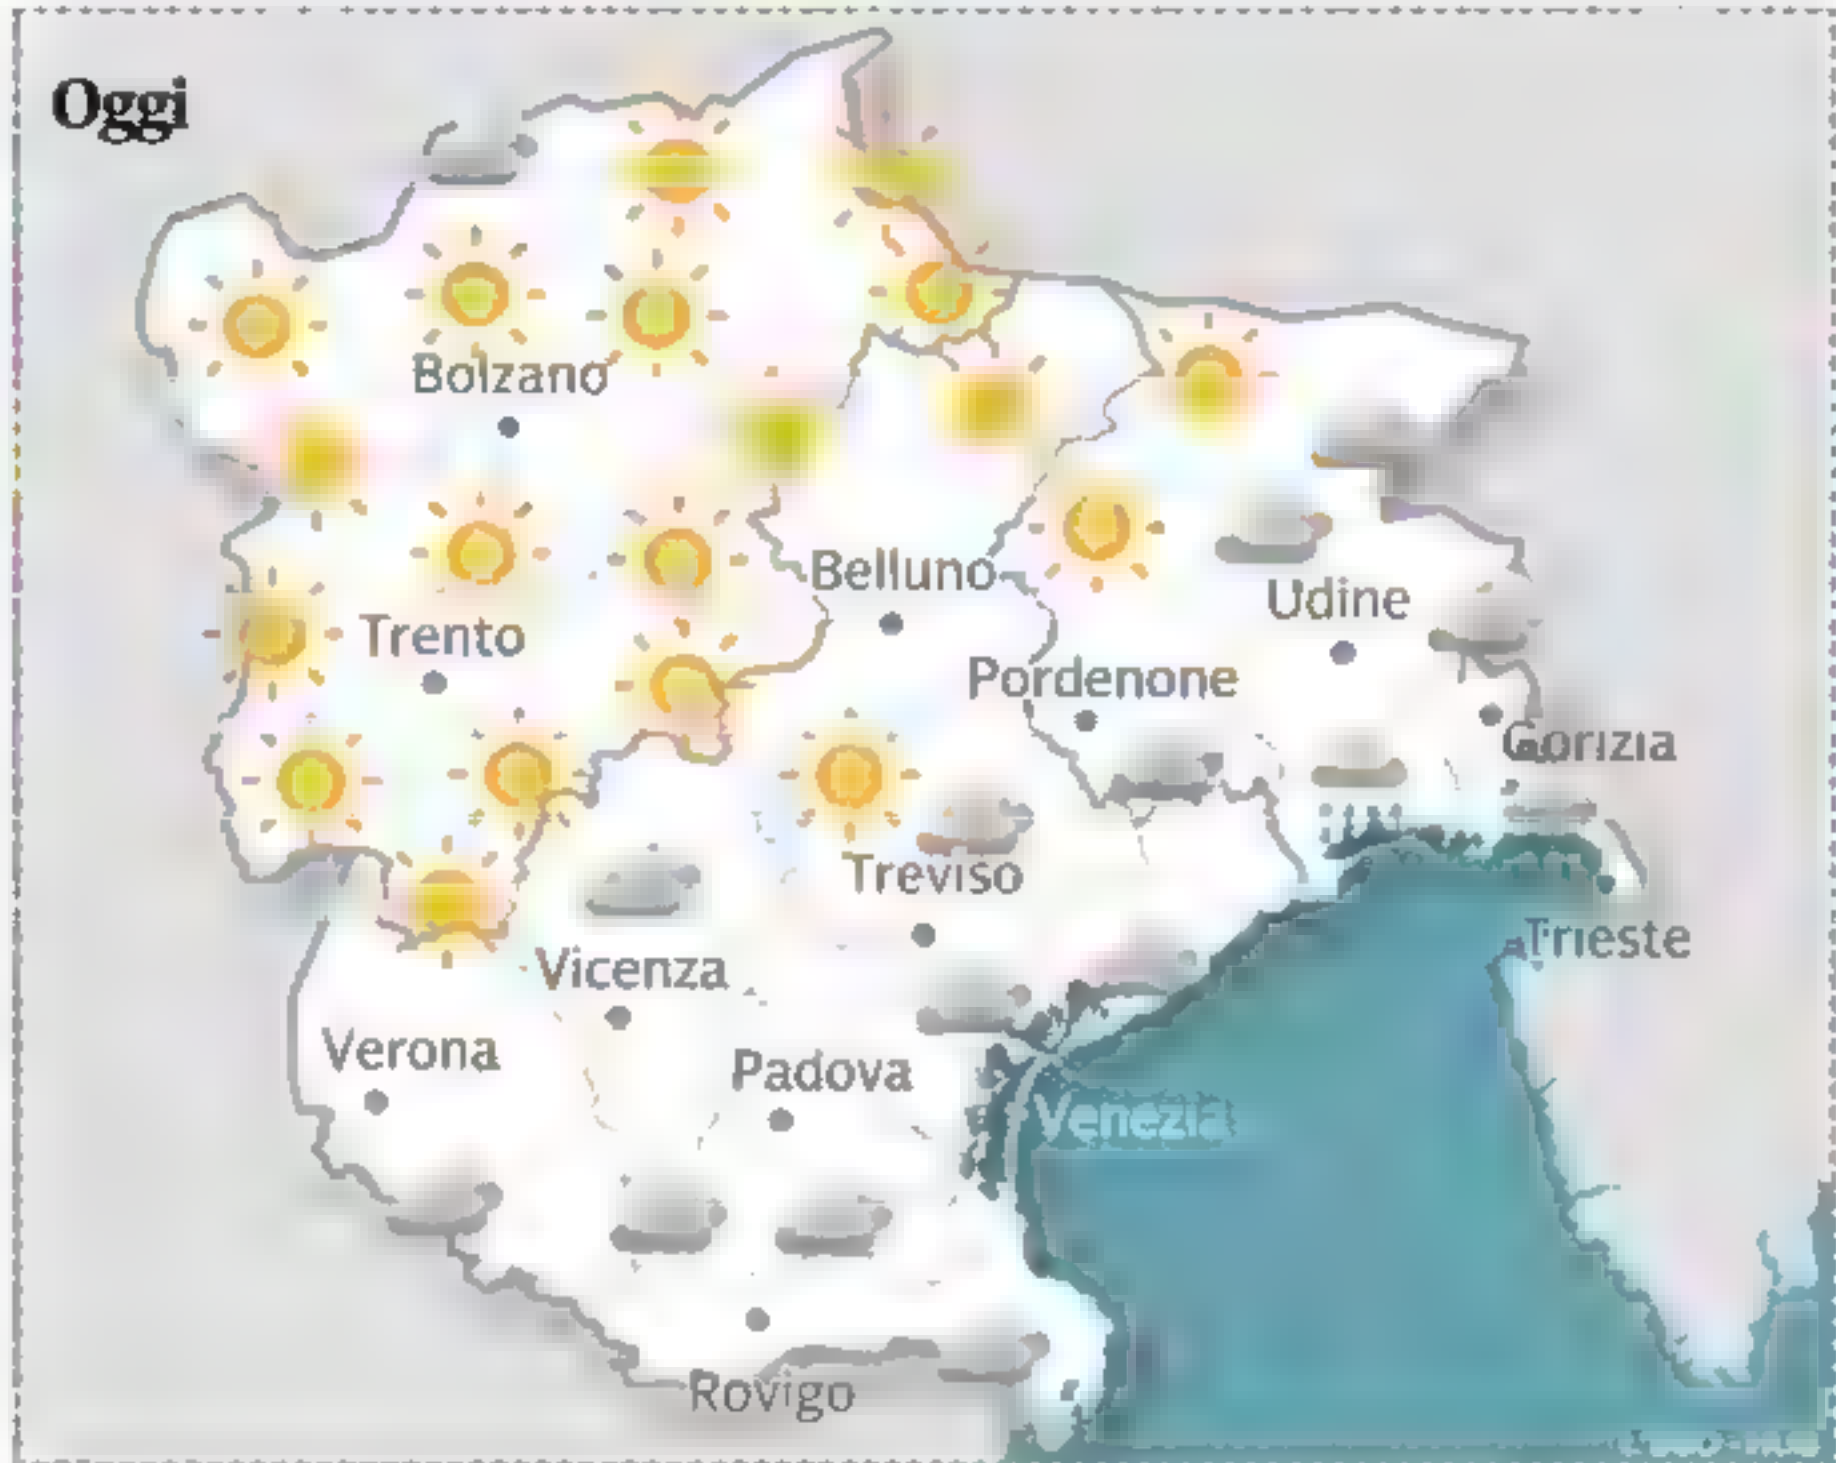 Oggi
Bolzano
Belluno
Udine
Trento
Pordenone
Gorizia
Treviso
Trieste
Vicenza
Verona
Padova
Venezia
Rovigo